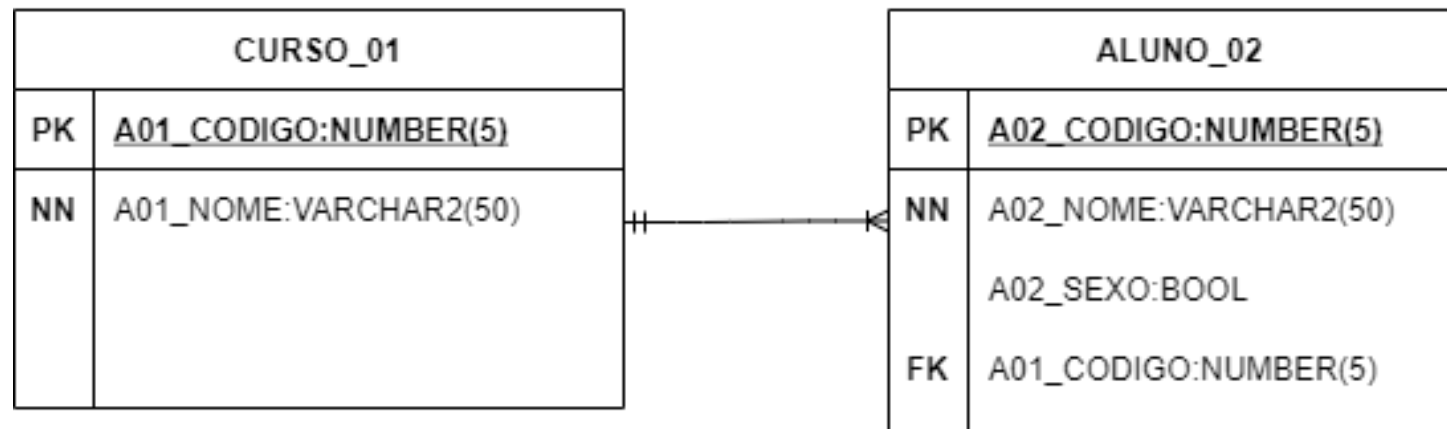 CURSO_01
PK A01_CODIGO:NUMBER(5)
NN A01_NOME:VARCHAR2(50)
ALUNO_02
PK A02_CODIGO:NUMBER(5)
NN A02_NOME:VARCHAR2(50)
A02_SEXO:BOOL
FK A01_CODIGO:NUMBER(5)